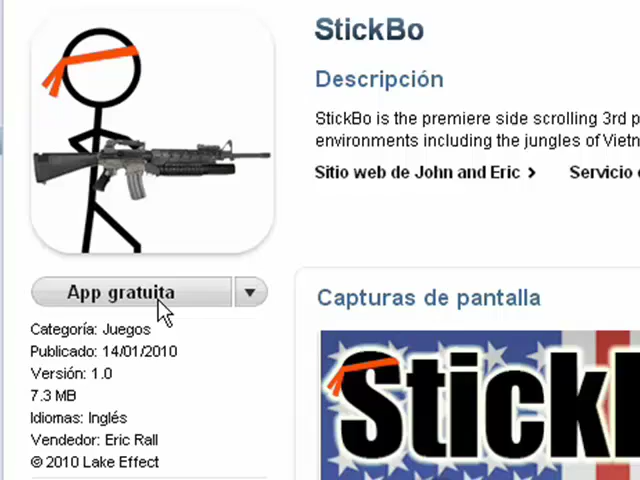 StickBo
Descripción
StickBo is the premiere side scrolling 3rd p
environments including the jungles of Vietn
Sitio web de John and Eric
Servicio
App gratuita
Categoría: Juegos
Publicado: 14/01/2010
Versión: 1.0
7.3 MB
Idiomas: Inglés
Vendedor: Eric Rall
© 2010 Lake Effect
Capturas de pantalla
Stick